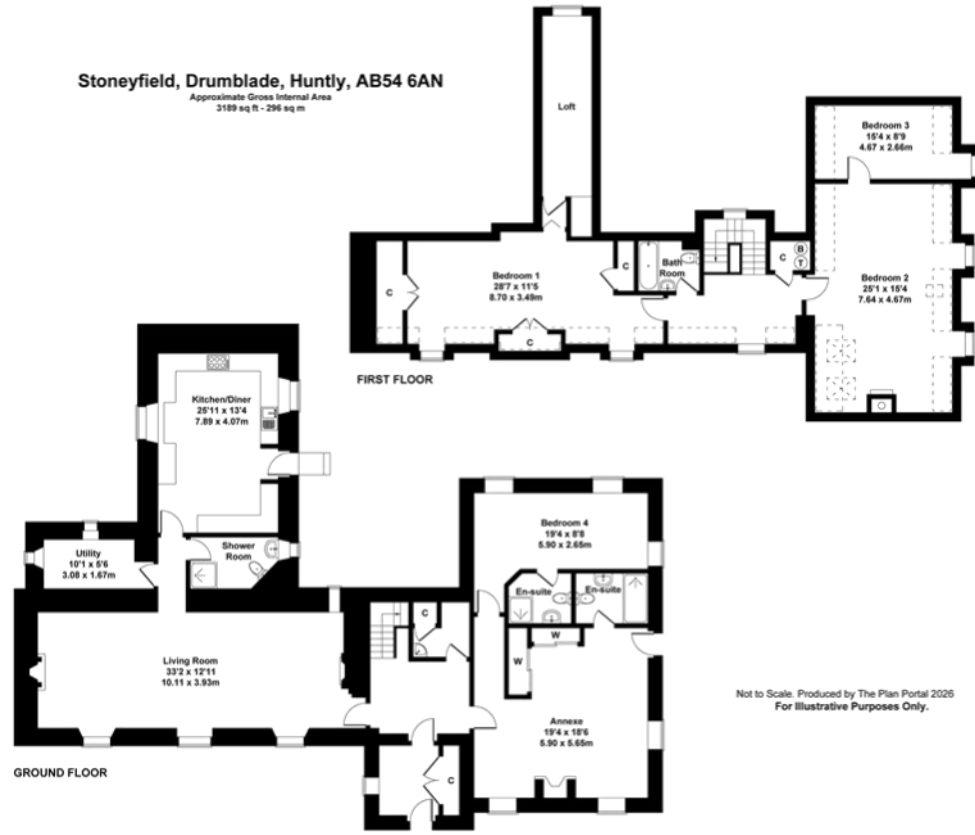 Stoneyfield, Drumblade, Huntly, AB54 6AN
Approximate Gross Internal Area
3189 sq ft - 296 sq m
Loft
Bedroom 3
15'4 x 8'9
4.67 x 2.66m
Bedroom 1
28'7 x 11'5
8.70 x 3.49m
C
C
C
Bath
Room
C
B
T
Bedroom 2
25'1 x 15'4
7.64 x 4.67m
FIRST FLOOR
Kitchen/Diner
25'11 x 13'4
7.89 x 4.07m
Utility
10'1 x 5'6
3.08 x 1.67m
Shower
Room
Living Room
33'2 x 12'11
10.11 x 3.93m
C
C
Bedroom 4
19'4 x 8'8
5.90 x 2.65m
En-suite
En-suite
W
W
Annexe
19'4 x 18'6
5.90 x 5.65m
GROUND FLOOR
Not to Scale. Produced by The Plan Portal 2026
For Illustrative Purposes Only.